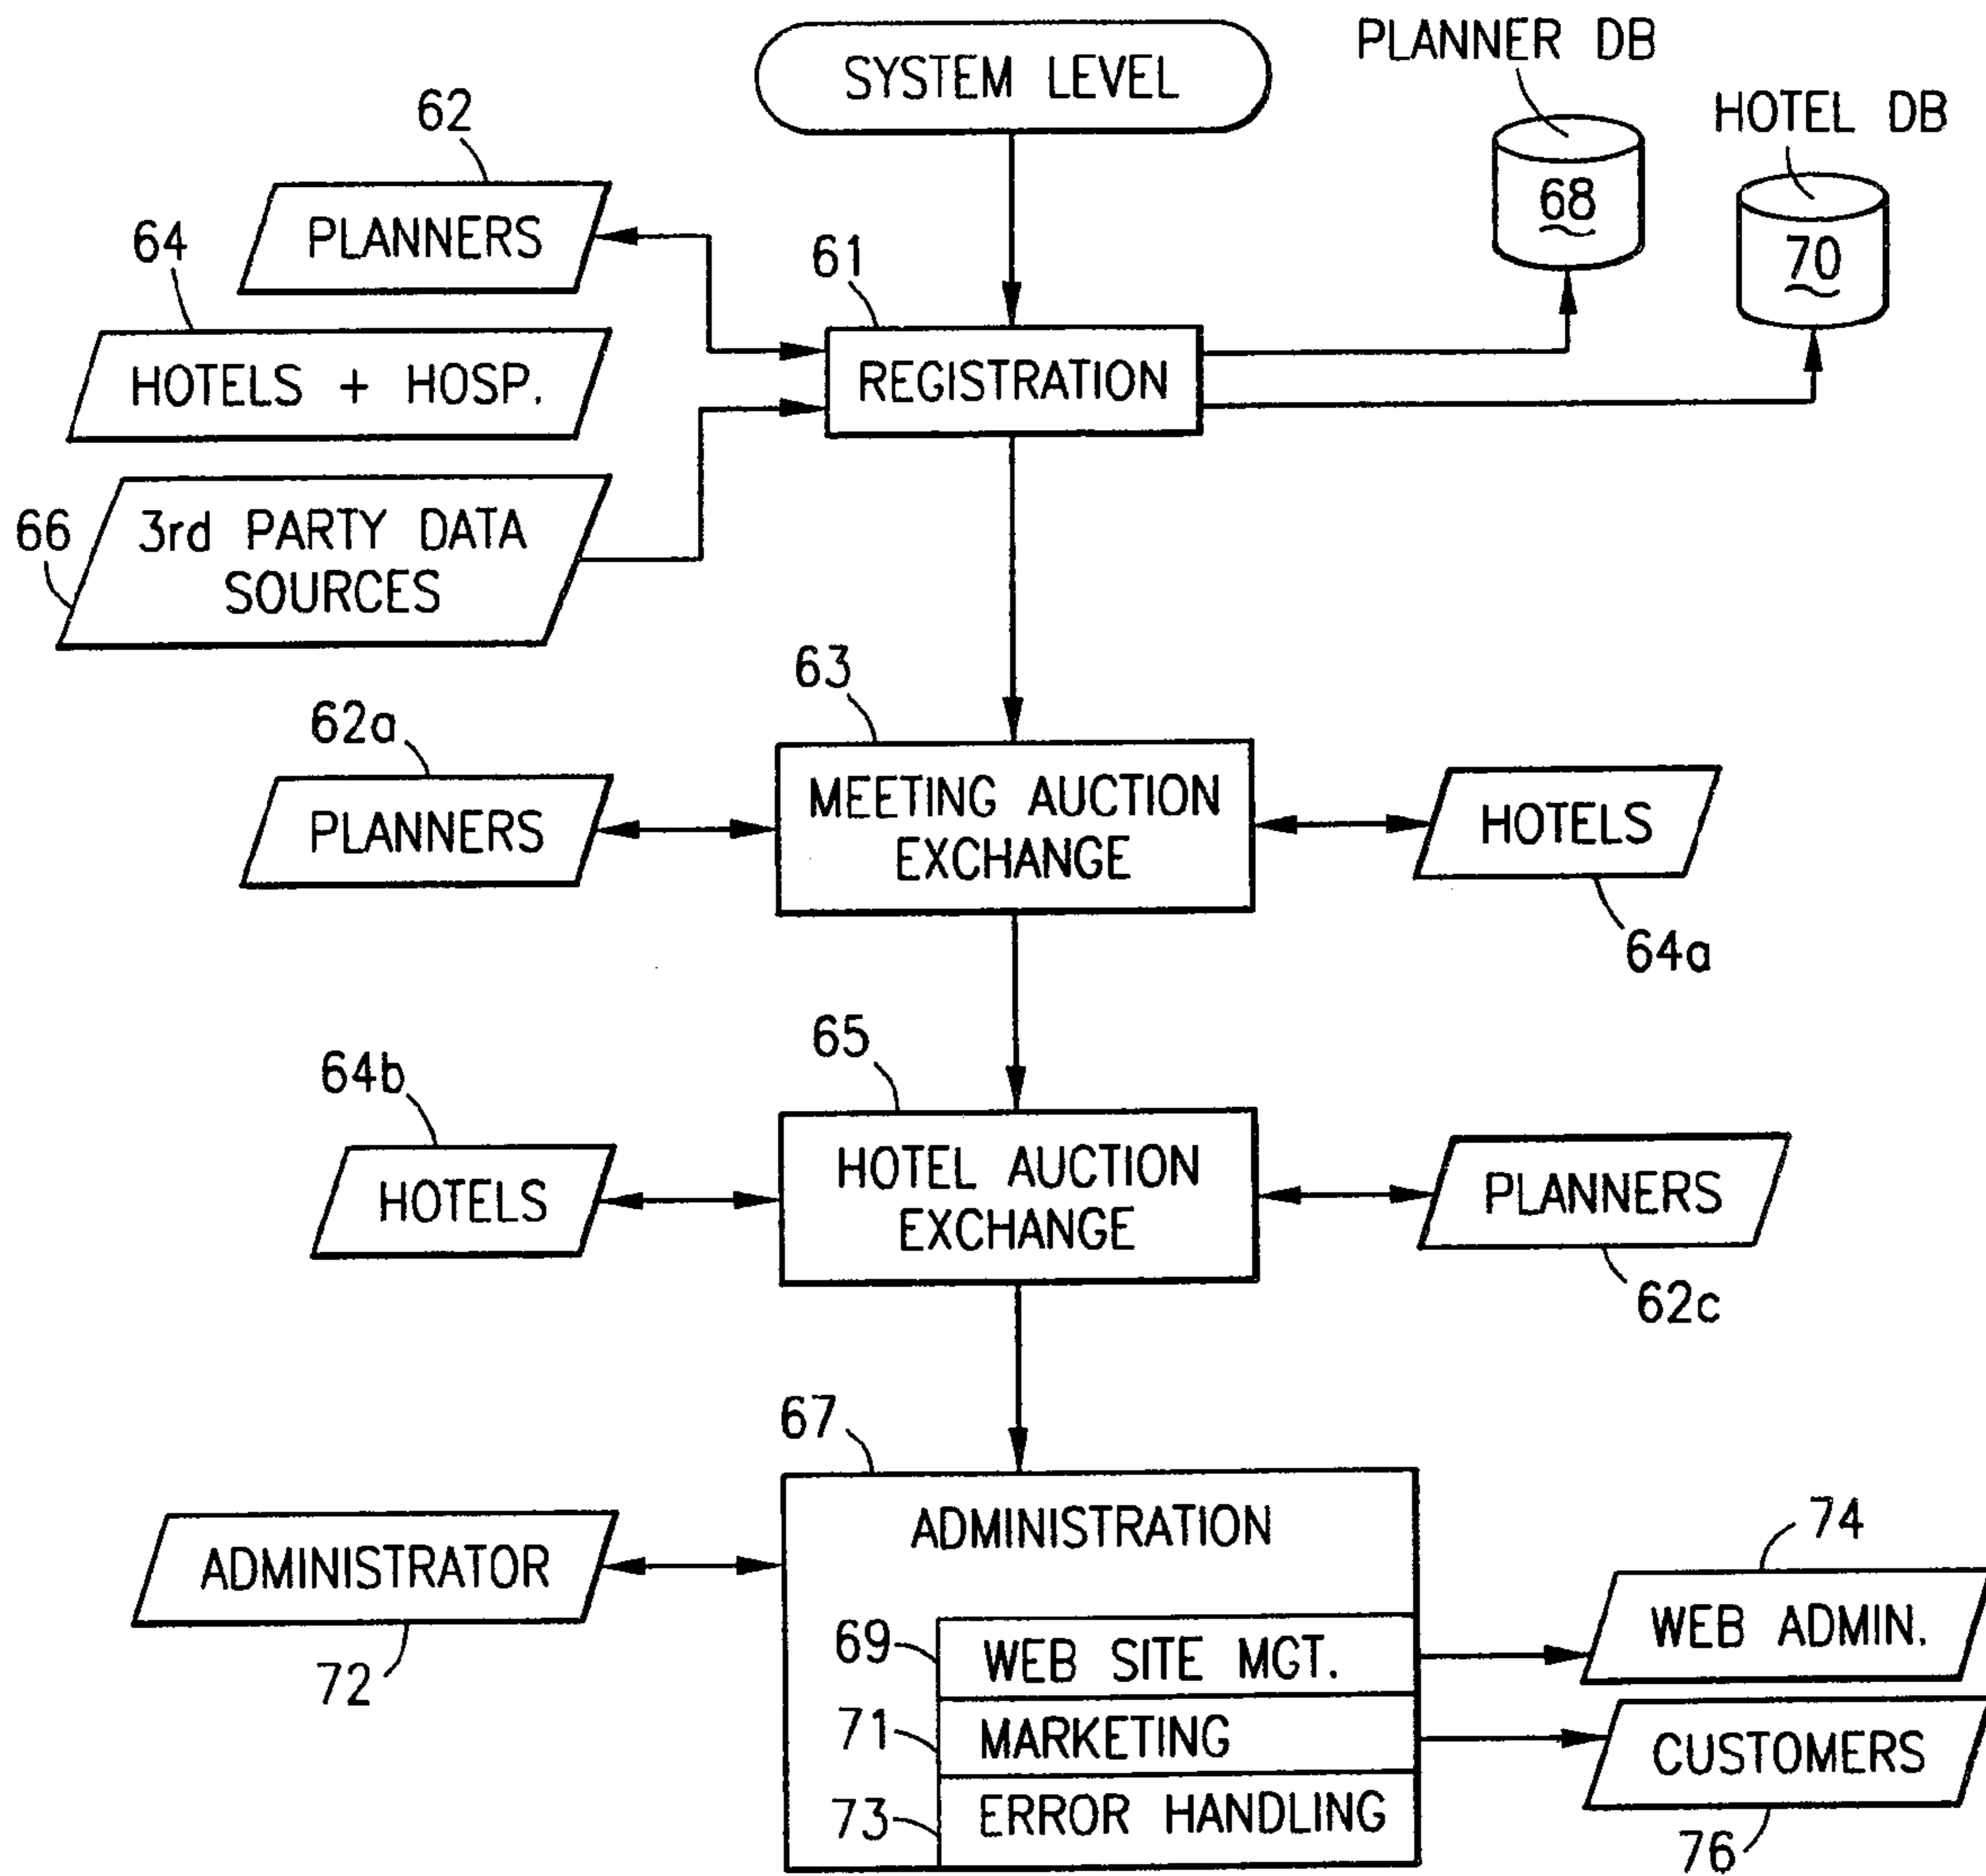 SYSTEM LEVEL
PLANNER DB
HOTEL DB
62
PLANNERS
68
64
61
70
HOTELS + HOSP.
REGISTRATION
66
3rd PARTY DATA
SOURCES
63
62a
PLANNERS
MEETING AUCTION
EXCHANGE
HOTELS
64a
65
64b
HOTELS
HOTEL AUCTION
EXCHANGE
PLANNERS
62c
67
ADMINISTRATION
ADMINISTRATOR
72
74
69
WEB SITE MGT.
WEB ADMIN.
71
MARKETING
CUSTOMERS
73
ERROR HANDLING
76